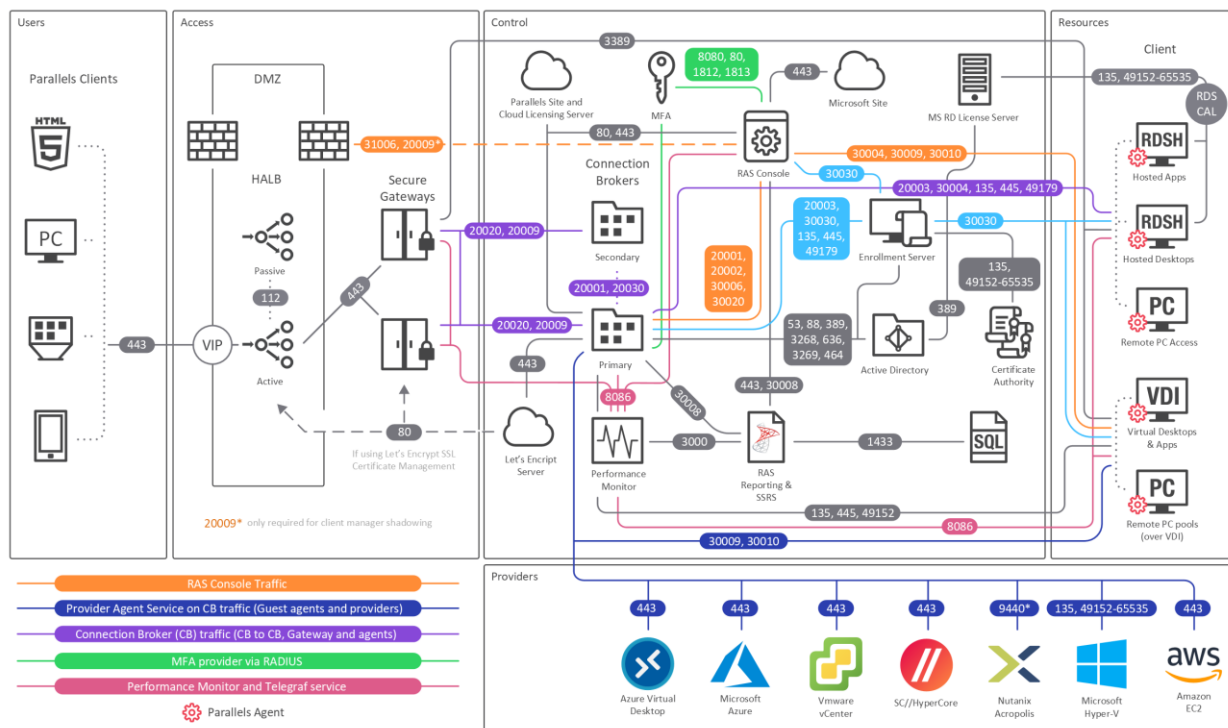 Users
Access
Control
Resources
Parallels Clients
HTML
5
PC
443
DMZ
HALB
Passive
112
Active
VIP
443
31006, 20009*
Secure
Gateways
80
If using Let's Encrypt SSL
Certificate Management
20009* only required for client manager shadowing
3389
8080, 80,
1812, 1813
443
Parallels Site and
Cloud Licensing Server
MFA
Microsoft Site
MS RD License Server
80, 443
RAS Console
Connection
Brokers
30004, 30009, 30010
30030
20003, 30004, 135, 445, 49179
20020, 20009
Secondary
20003,
30030,
135, 445,
49179
Enrollment Server
30030
20001, 20030
20001,
20002,
30006,
30020
135,
49152-65535
389
20020, 20009
Primary
53, 88, 389,
3268, 636,
3269, 464
Active Directory
Certificate
Authority
443
8086
30008
443, 30008
Let's Encript
Server
Performance
Monitor
3000
RAS
Reporting &
SSRS
1433
SQL
135, 445, 49152
8086
30009, 30010
Client
135, 49152-65535
RDS
CAL
RDSH
Hosted Apps
RDSH
Hosted Desktops
PC
Remote PC Access
VDI
Virtual Desktops
& Apps
PC
Remote PC pools
(over VDI)
RAS Console Traffic
Provider Agent Service on CB traffic (Guest agents and providers)
Connection Broker (CB) traffic (CB to CB, Gateway and agents)
MFA provider via RADIUS
Performance Monitor and Telegraf service
Parallels Agent
Providers
443
443
443
443
9440*
135, 49152-65535
443
aws
Azure Virtual
Desktop
Microsoft
Azure
Vmware
vCenter
SC//HyperCore
Nutanix
Acropolis
Microsoft
Hyper-V
Amazon
EC2